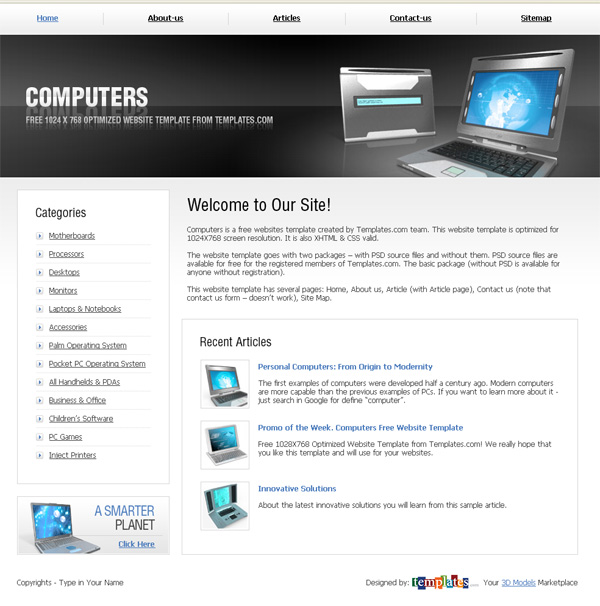 Home
About-us
Articles
Contact-us
Sitemap
COMPUTERS
FREE 1024 X 768 OPTIMIZED WEBSITE TEMPLATE FROM TEMPLATES.COM
Categories
Motherboards
Processors
Desktops
Monitors
Laptops & Notebooks
Accessories
Palm Operating System
Pocket PC Operating System
All Handhelds & PDAs
Business & Office
Children's Software
PC Games
Inject Printers
A SMARTER
PLANET
Click Here
Welcome to Our Site!
Computers is a free websites template created by Templates.com team. This website template is optimized for
1024X768 screen resolution. It is also XHTML & CSS valid.
The website template goes with two packages – with PSD source files and without them. PSD source files are
available for free for the registered members of Templates.com. The basic package (without PSD is available for
anyone without registration).
This website template has several pages: Home, About us, Article (with Article page), Contact us (note that
contact us form – doesn't work), Site Map.
Recent Articles
Personal Computers: From Origin to Modernity
The first examples of computers were developed half a century ago. Modern computers
are more capable than the previous examples of PCs. If you want to learn more about it -
just search in Google for define "computer".
Promo of the Week. Computers Free Website Template
Free 1028X768 Optimized Website Template from Templates.com! We really hope that
you like this template and will use for your websites.
Innovative Solutions
About the latest innovative solutions you will learn from this sample article.
Copyrights - Type in Your Name
Designed by: templates Your 3D Models Marketplace